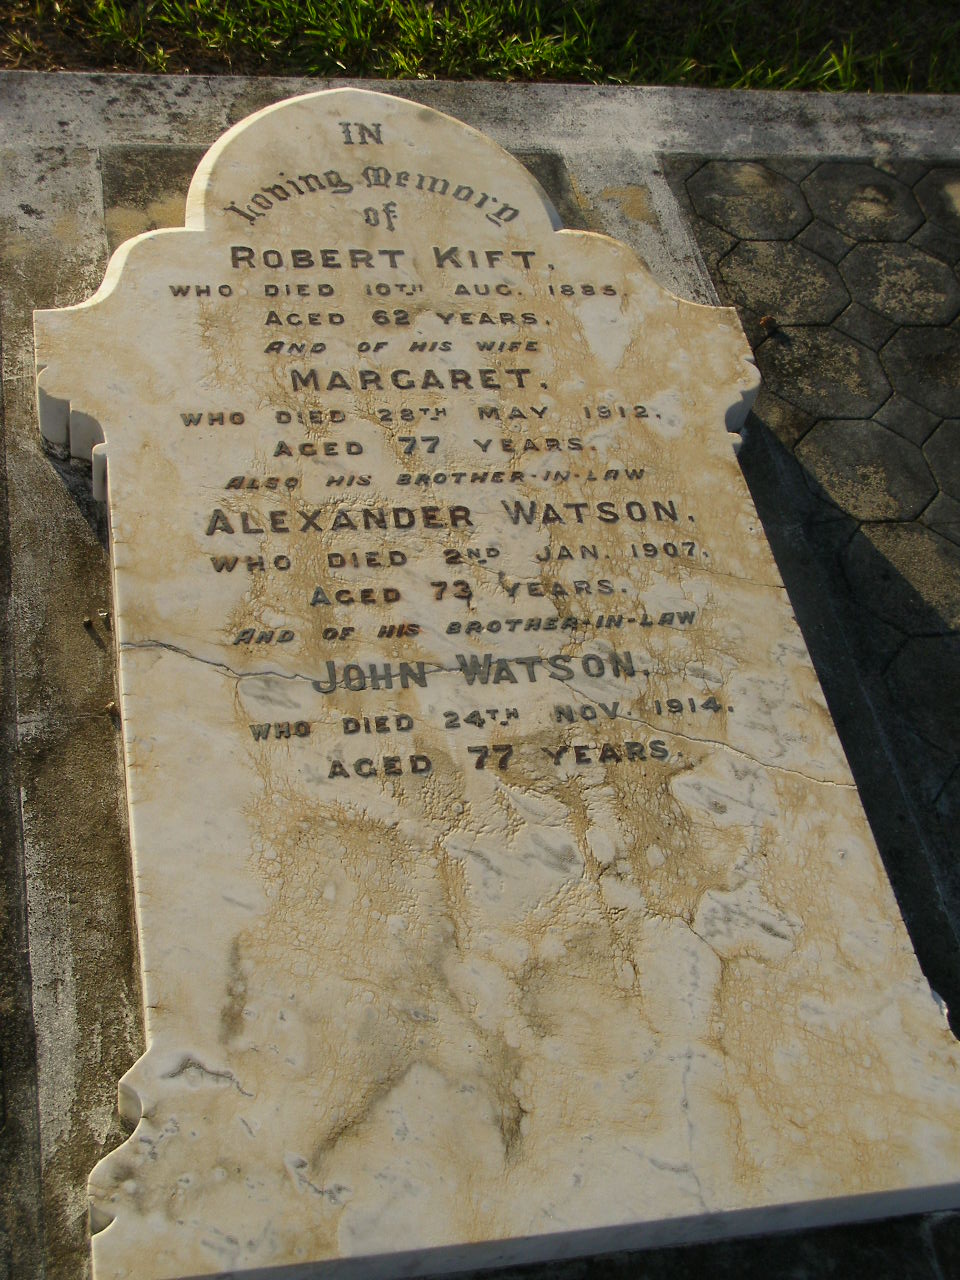 IN
Loving Memory
of
ROBERT KIFT,
WHO DIED 10TH AUG. 1885,
AGED 62 YEARS.
AND OF HIS WIFE
MARGARET,
WHO DIED 28TH MAY 1912.
AGED 77 YEARS.
ALSO HIS BROTHER-IN-LAW
ALEXANDER WATSON,
WHO DIED 2ND JAN. 1907.
AGED 73 YEARS.
AND OF HIS BROTHER-IN-LAW
JOHN WATSON,
WHO DIED 24TH NOV. 1914.
AGED 77 YEARS.